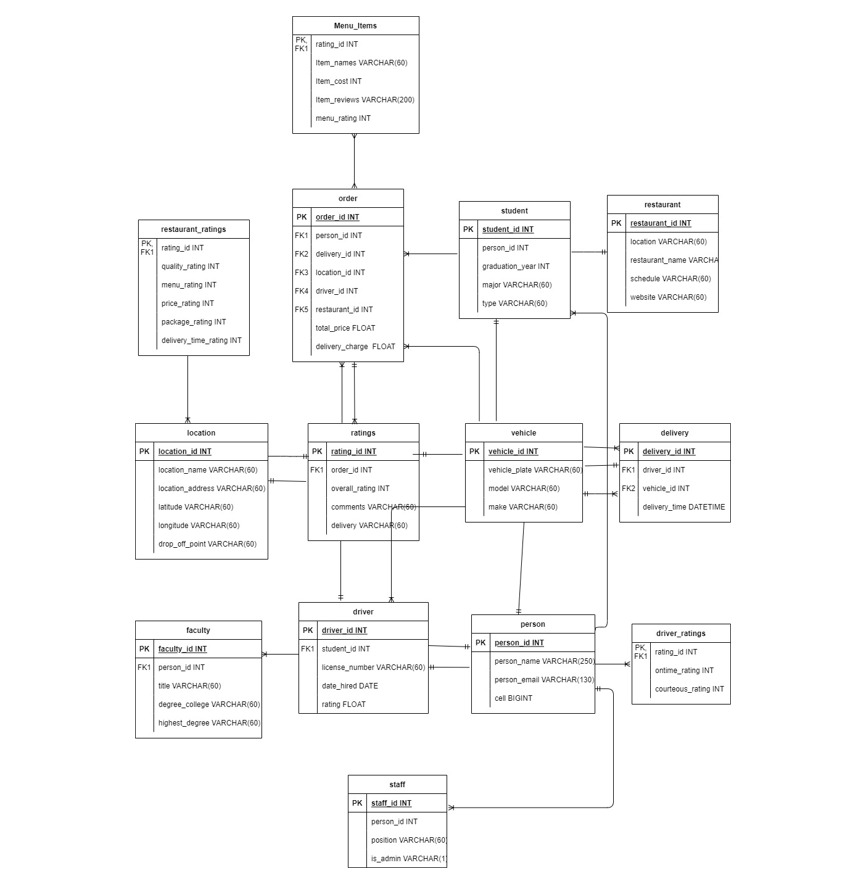 Menu_Items
PK, FK1 rating_id INT
Item_names VARCHAR(60)
Item_cost INT
Item_reviews VARCHAR(200)
menu_rating INT
order
PK order_id INT
FK1 person_id INT
FK2 delivery_id INT
FK3 location_id INT
FK4 driver_id INT
FK5 restaurant_id INT
total_price FLOAT
delivery_charge FLOAT
student
PK student_id INT
person_id INT
graduation_year INT
major VARCHAR(60)
type VARCHAR(60)
restaurant
PK restaurant_id INT
location VARCHAR(60)
restaurant_name VARCHA
schedule VARCHAR(60)
website VARCHAR(60)
restaurant_ratings
PK, FK1 rating_id INT
quality_rating INT
menu_rating INT
price_rating INT
package_rating INT
delivery_time_rating INT
location
PK location_id INT
location_name VARCHAR(60)
location_address VARCHAR(60)
latitude VARCHAR(60)
longitude VARCHAR(60)
drop_off_point VARCHAR(60)
ratings
PK rating_id INT
FK1 order_id INT
overall_rating INT
comments VARCHAR(60)
delivery VARCHAR(60)
vehicle
PK vehicle_id INT
vehicle_plate VARCHAR(60)
model VARCHAR(60)
make VARCHAR(60)
delivery
PK delivery_id INT
FK1 driver_id INT
FK2 vehicle_id INT
delivery_time DATETIME
faculty
PK faculty_id INT
FK1 person_id INT
title VARCHAR(60)
degree_college VARCHAR(60)
highest_degree VARCHAR(60)
driver
PK driver_id INT
FK1 student_id INT
license_number VARCHAR(60)
date_hired DATE
rating FLOAT
person
PK person_id INT
person_name VARCHAR(250)
person_email VARCHAR(130)
cell BIGINT
driver_ratings
PK, FK1 rating_id INT
ontime_rating INT
courteous_rating INT
staff
PK staff_id INT
person_id INT
position VARCHAR(60
is_admin VARCHAR(1)